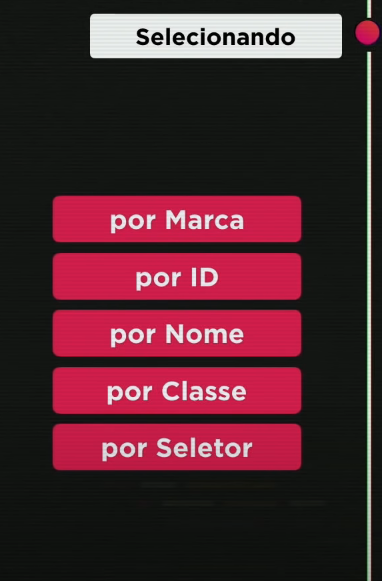 Selecionando
por Marca
por ID
por Nome
por Classe
por Seletor